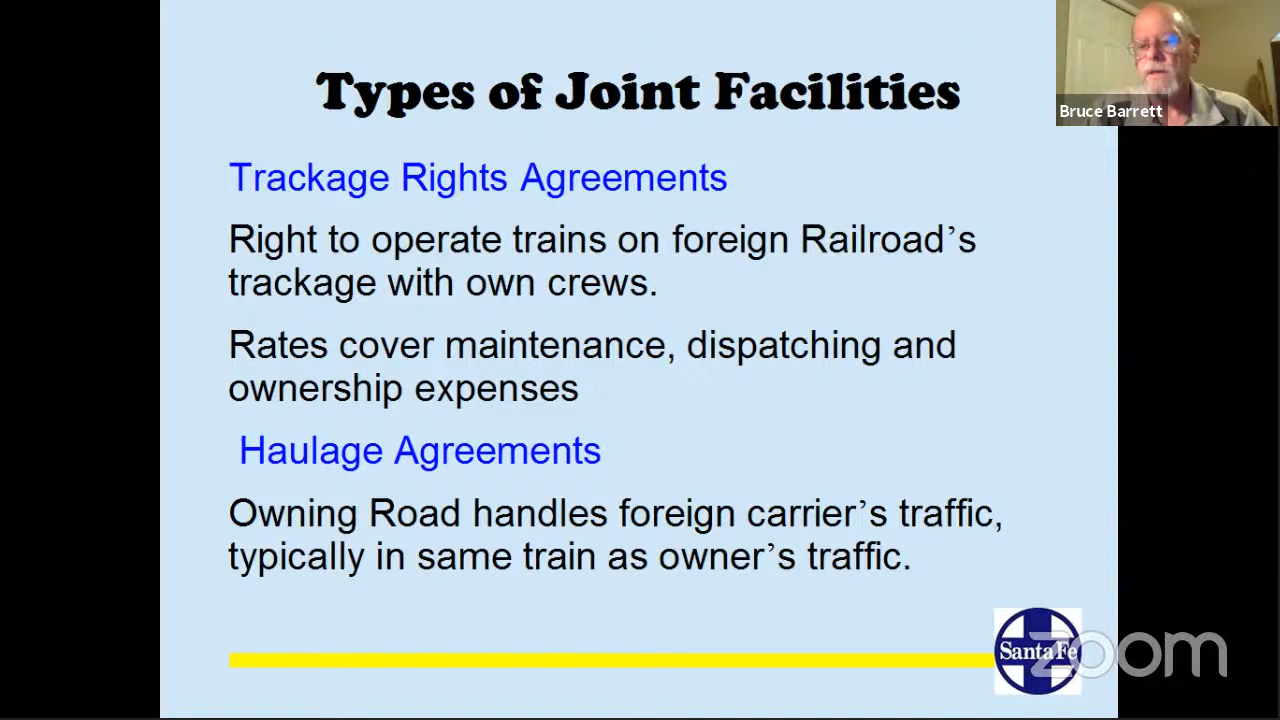 Types of Joint Facilities
Bruce Barrett
Trackage Rights Agreements
Right to operate trains on foreign Railroad’s
trackage with own crews.
Rates cover maintenance, dispatching and
ownership expenses
Haulage Agreements
Owning Road handles foreign carrier’s traffic,
typically in same train as owner’s traffic.
Santa Fe
zoom